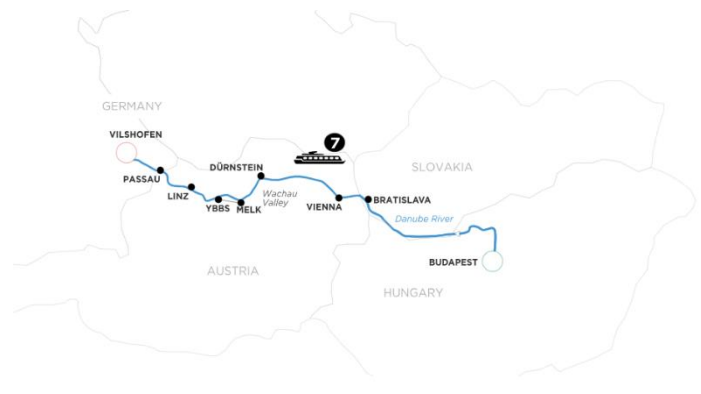 GERMANY
VILSHOFEN
PASSAU
LINZ
YBBS
MELK
DÜRNSTEIN
Wachau
Valley
7
VIENNA
BRATISLAVA
SLOVAKIA
Danube River
BUDAPEST
AUSTRIA
HUNGARY